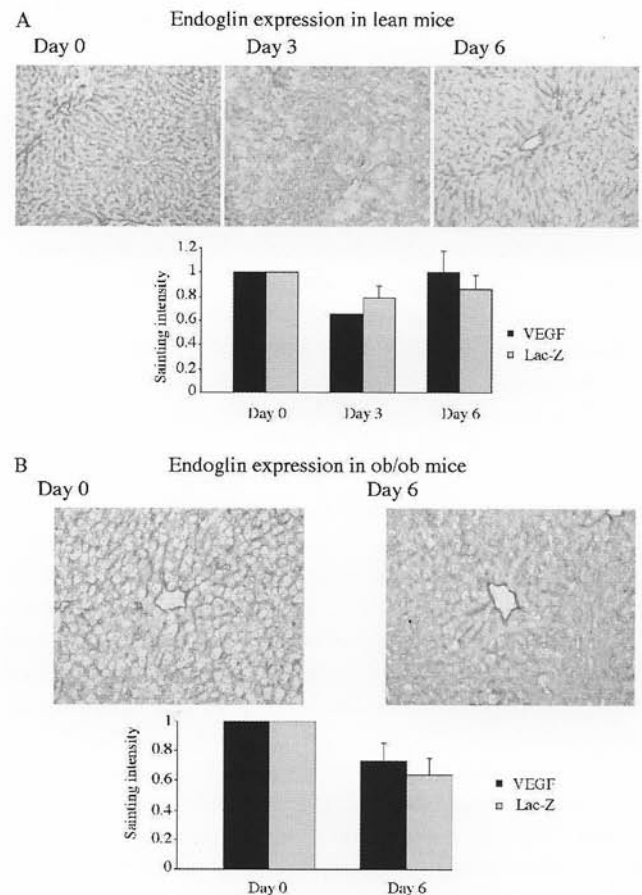 A Endoglin expression in lean mice
Day 0 Day 3 Day 6
1.2
1
0.8
0.6
0.4
0.2
0
Sainting intensity
VEGF
Lac-Z
Day 0 Day 3 Day 6
B Endoglin expression in ob/ob mice
Day 0 Day 6
1
0.8
0.6
0.4
0.2
0
Sainting intensity
VEGF
Lac-Z
Day 0 Day 6